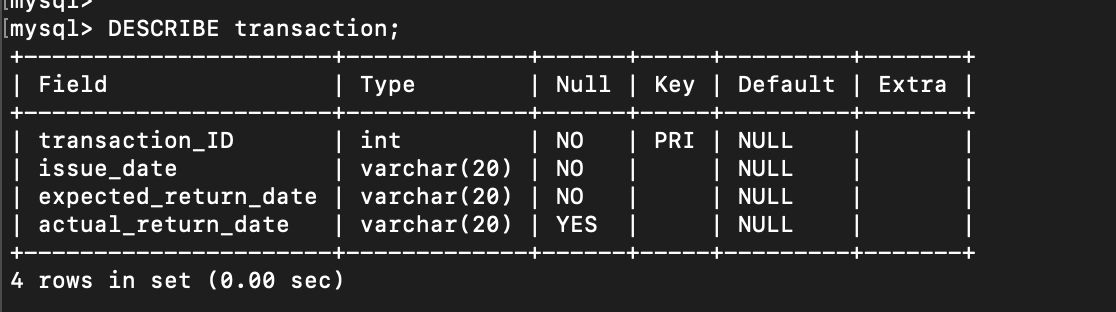 [mysql>
[mysql> DESCRIBE transaction;
+-----------------------+-------------+------+-----+---------+-------+
| Field                 | Type        | Null | Key | Default | Extra |
+-----------------------+-------------+------+-----+---------+-------+
| transaction_ID        | int         | NO   | PRI | NULL    |       |
| issue_date            | varchar(20) | NO   |     | NULL    |       |
| expected_return_date  | varchar(20) | NO   |     | NULL    |       |
| actual_return_date    | varchar(20) | YES  |     | NULL    |       |
+-----------------------+-------------+------+-----+---------+-------+
4 rows in set (0.00 sec)